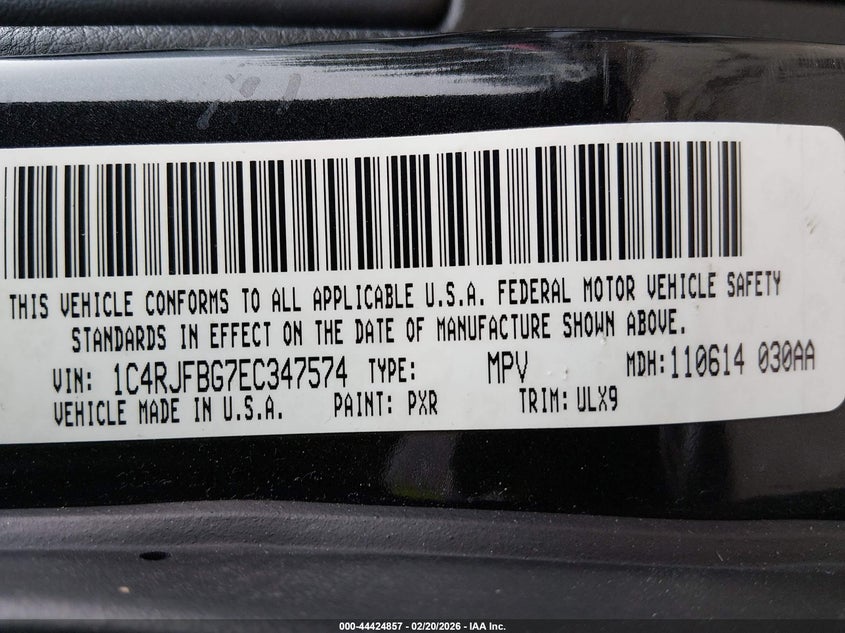 THIS VEHICLE CONFORMS TO ALL APPLICABLE U.S.A. FEDERAL MOTOR VEHICLE SAFETY
STANDARDS IN EFFECT ON THE DATE OF MANUFACTURE SHOWN ABOVE.
VIN: 1C4RJFBG7EC347574 TYPE: MPV MDH: 110614 030AA
VEHICLE MADE IN U.S.A. PAINT: PXR TRIM: ULX9
000-44424857 - 02/20/2026 - IAA Inc.